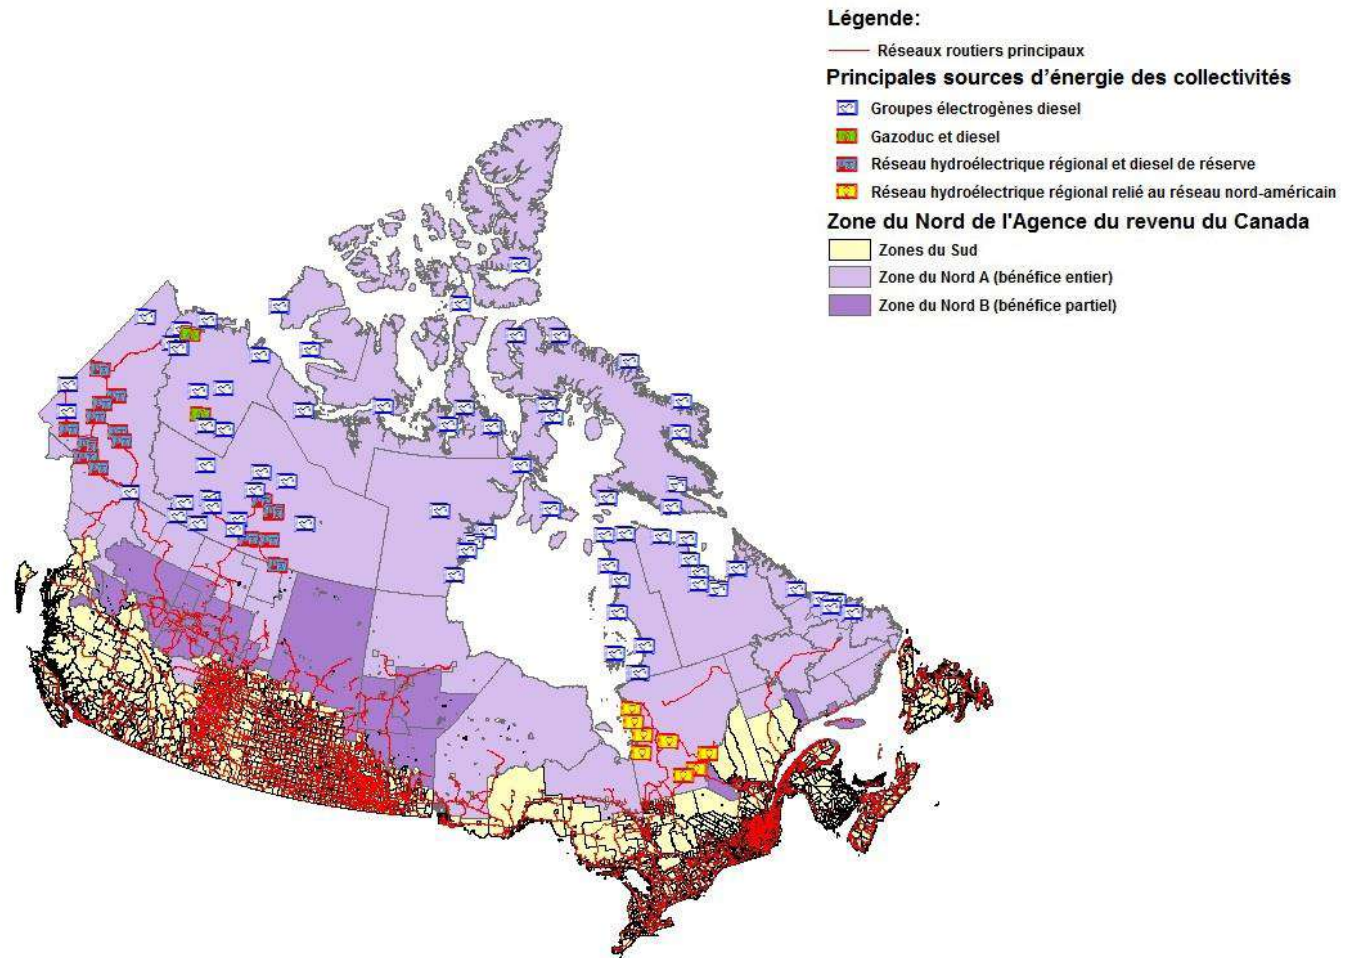 Légende:
Réseaux routiers principaux
Principales sources d’énergie des collectivités
Groupes électrogènes diesel
Gazoduc et diesel
Réseau hydroélectrique régional et diesel de réserve
Réseau hydroélectrique régional relié au réseau nord-américain
Zone du Nord de l'Agence du revenu du Canada
Zones du Sud
Zone du Nord A (bénéfice entier)
Zone du Nord B (bénéfice partiel)